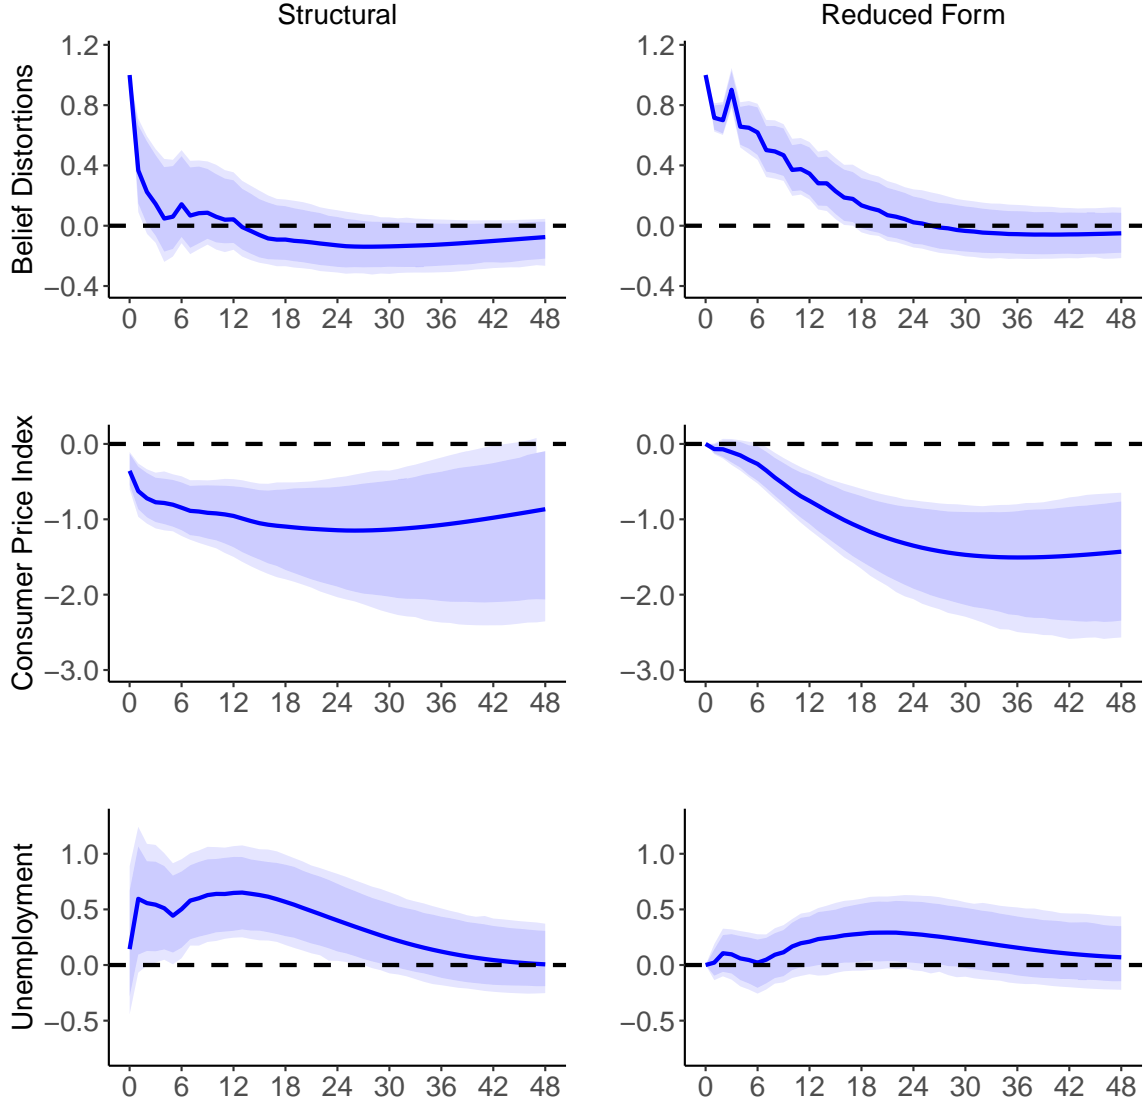 Structural
Reduced Form
Belief Distortions
1.2
0.8
0.4
0.0
−0.4
0 6 12 18 24 30 36 42 48
1.2
0.8
0.4
0.0
−0.4
0 6 12 18 24 30 36 42 48
Consumer Price Index
0.0
−1.0
−2.0
−3.0
0 6 12 18 24 30 36 42 48
0.0
−1.0
−2.0
−3.0
0 6 12 18 24 30 36 42 48
Unemployment
1.0
0.5
0.0
−0.5
0 6 12 18 24 30 36 42 48
1.0
0.5
0.0
−0.5
0 6 12 18 24 30 36 42 48